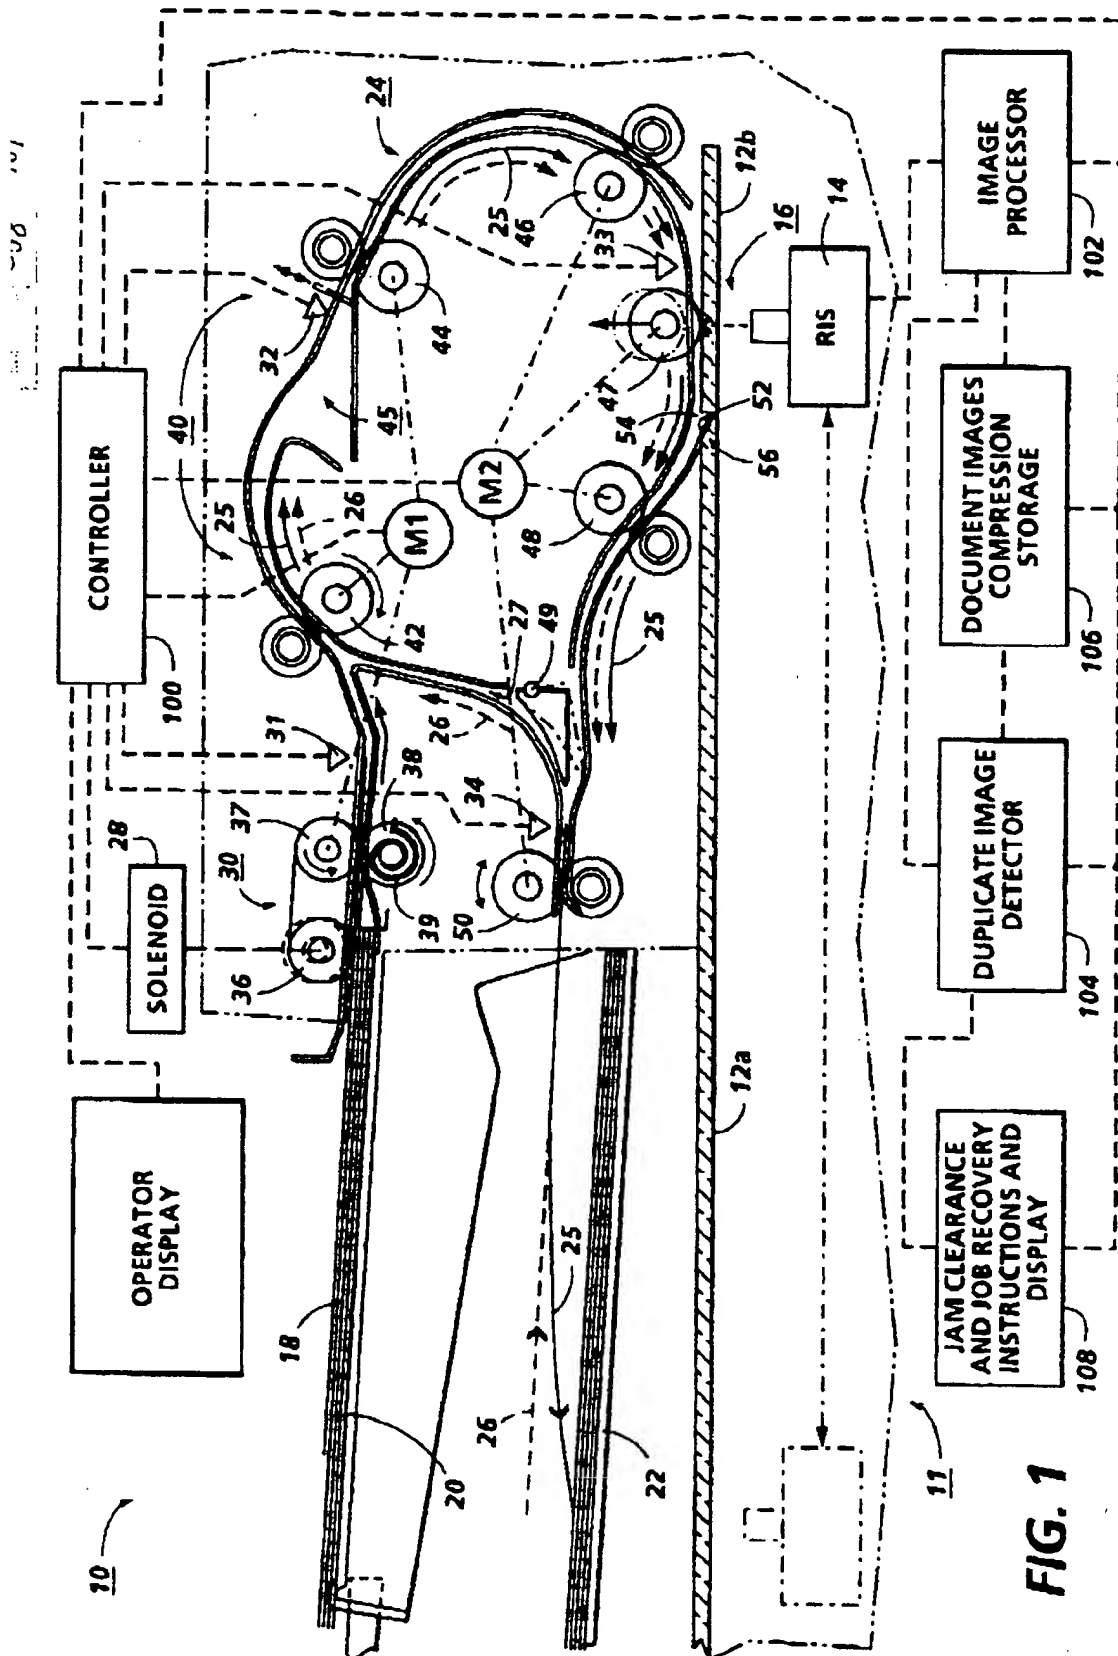 OPERATOR
DISPLAY
SOLENOID
28
CONTROLLER
100
10
18
20
22
25
26
36
30
37
31
38
39
50
34
26
27
49
42
25
26
40
M1
M2
45
44
32
24
25
46
33
47
48
54
52
56
25
12a
12b
16
14
RIS
11
JAM CLEARANCE
AND JOB RECOVERY
INSTRUCTIONS AND
DISPLAY
108
DUPLICATE IMAGE
DETECTOR
104
DOCUMENT IMAGES
COMPRESSION
STORAGE
106
IMAGE
PROCESSOR
102
FIG. 1